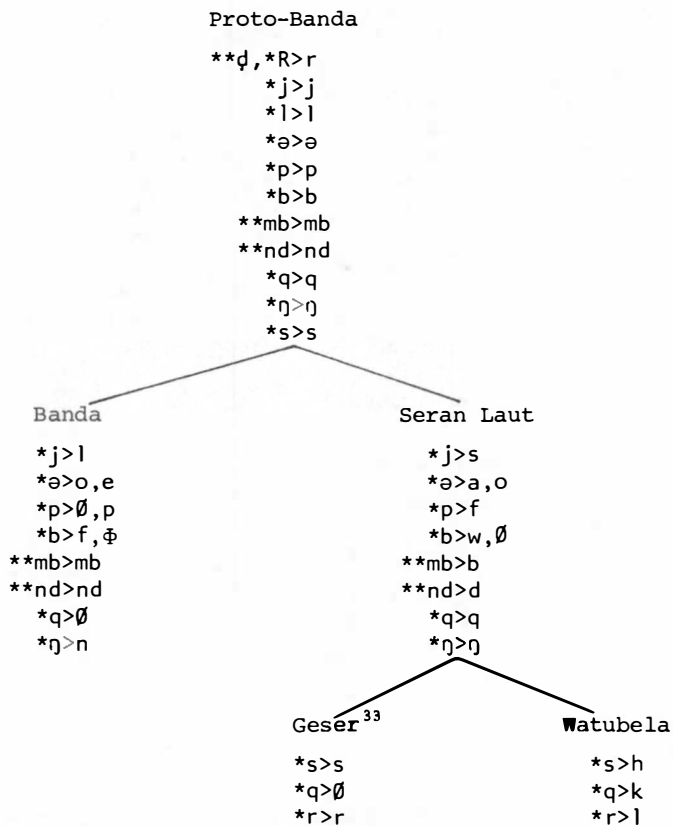 Proto-Banda
**ḍ,*R>r
*j>j
*l>l
*ə>ə
*p>p
*b>b
**mb>mb
**nd>nd
*q>q
*ŋ>ŋ
*s>s
Banda
*j>l
*ə>o,e
*p>Ø,p
*b>f,Φ
**mb>mb
**nd>nd
*q>Ø
*ŋ>n
Seran Laut
*j>s
*ə>a,o
*p>f
*b>w,Ø
**mb>b
**nd>d
*q>q
*ŋ>ŋ
Geser³³
*s>s
*q>Ø
*r>r
Watubela
*s>h
*q>k
*r>l